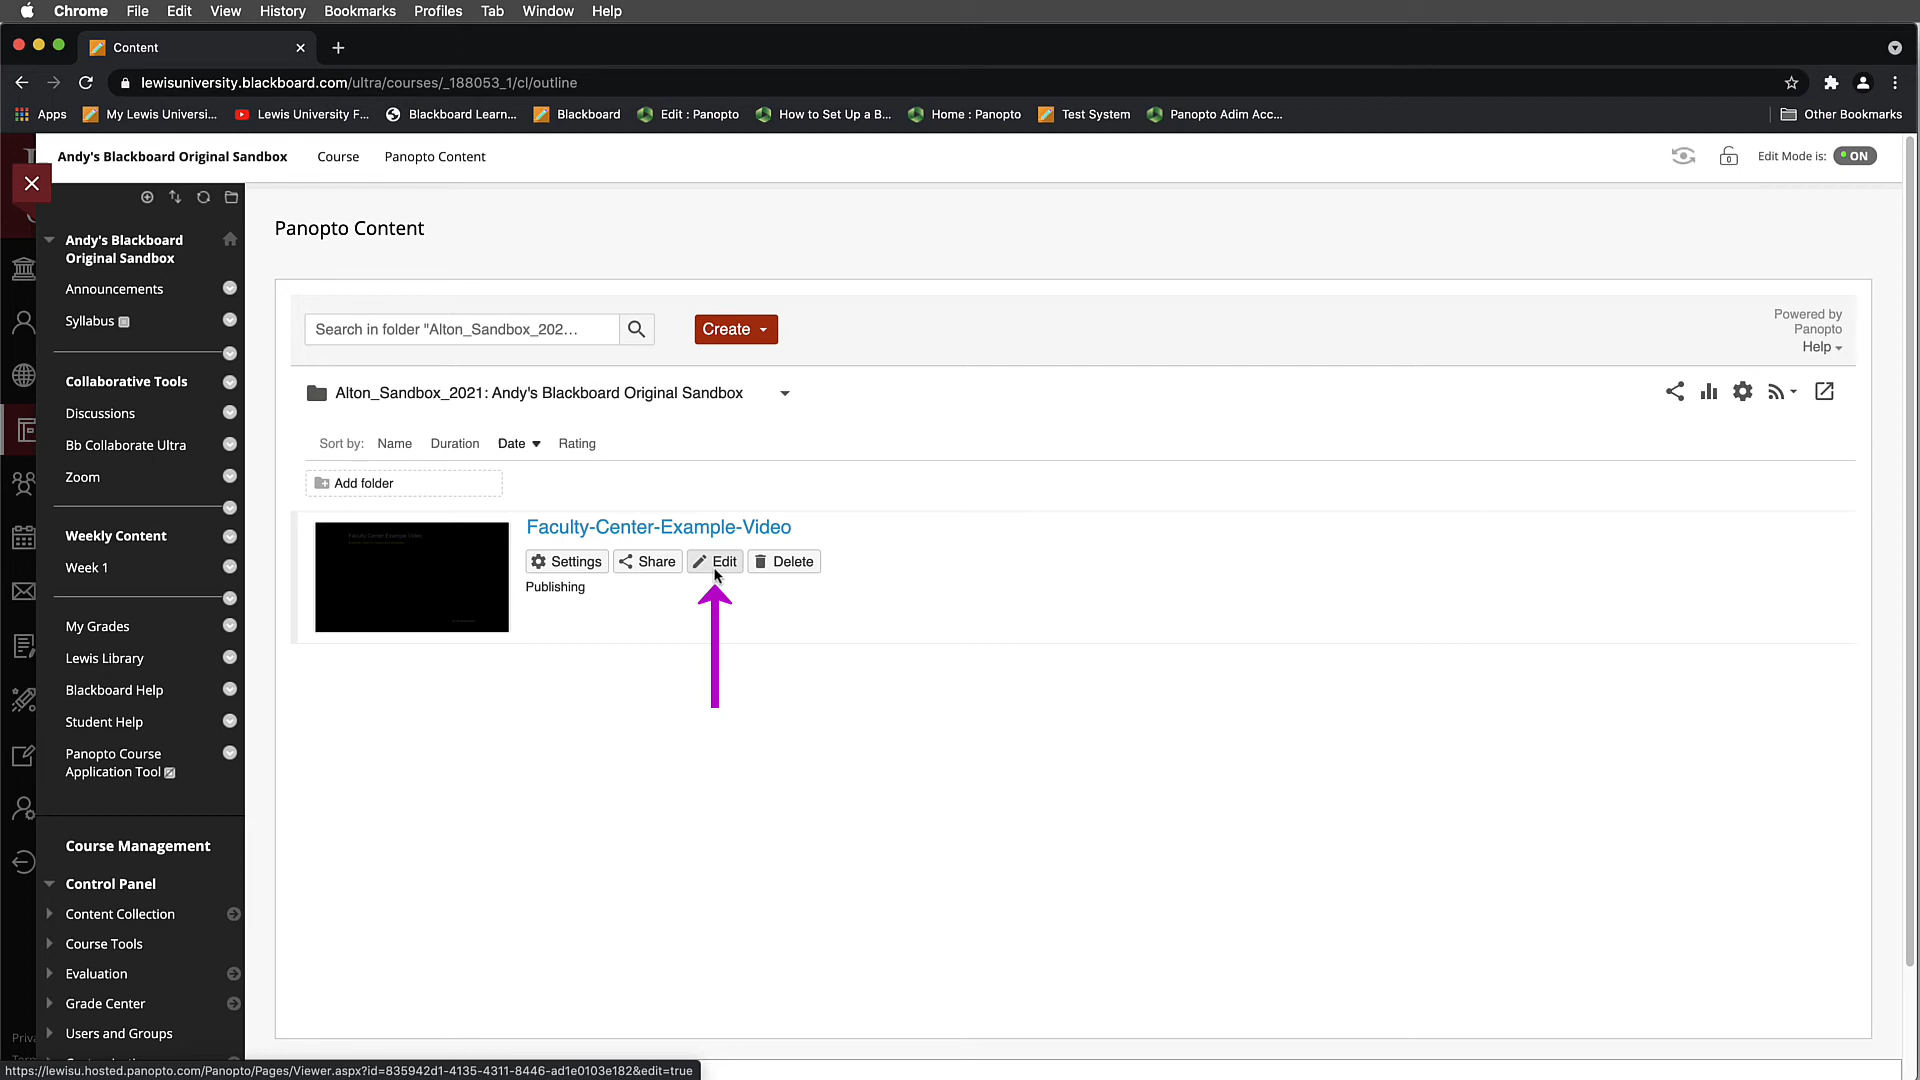 Chrome File Edit View History Bookmarks Profiles Tab Window Help
Content
lewisuniversity.blackboard.com/ultra/courses/_188053_1/cl/outline
Apps My Lewis Universi... Lewis University F... Blackboard Learn... Blackboard Edit : Panopto How to Set Up a B... Home : Panopto Test System Panopto Adim Acc... Other Bookmarks
Andy's Blackboard Original Sandbox Course Panopto Content Edit Mode is: ON
Andy's Blackboard
Original Sandbox
Announcements
Syllabus
Collaborative Tools
Discussions
Bb Collaborate Ultra
Zoom
Weekly Content
Week 1
My Grades
Lewis Library
Blackboard Help
Student Help
Panopto Course
Application Tool
Course Management
Control Panel
Content Collection
Course Tools
Evaluation
Grade Center
Users and Groups
Panopto Content
Search in folder "Alton_Sandbox_202... Create
Powered by
Panopto
Help
Alton_Sandbox_2021: Andy's Blackboard Original Sandbox
Sort by: Name Duration Date Rating
Add folder
Faculty Center Example Video
Faculty-Center-Example-Video
Settings Share Edit Delete
Publishing
https://lewisu.hosted.panopto.com/Panopto/Pages/Viewer.aspx?id=835942d1-4135-4311-8446-ad1e0103e182&edit=true